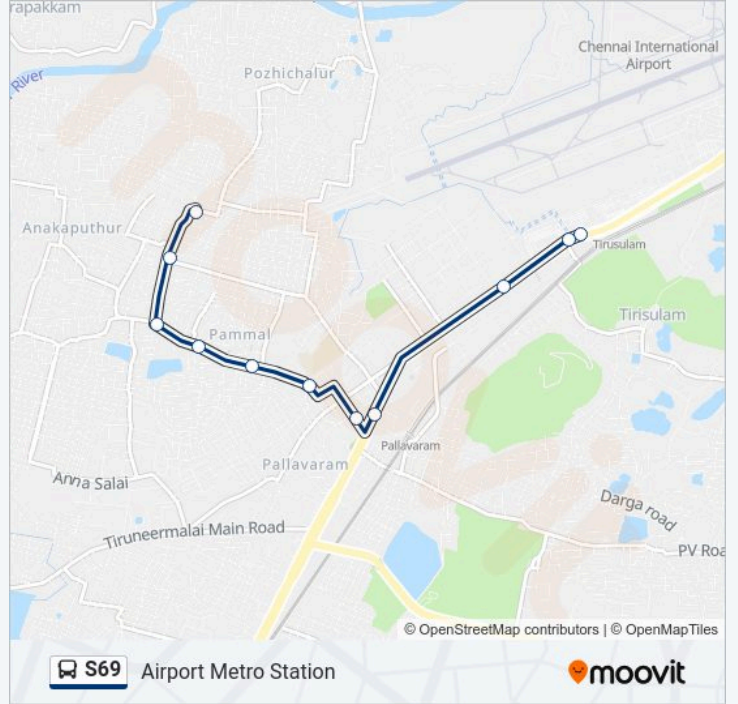 rapakkam
Chennai International
Airport
Pozhichalur
River
Anakaputhur
Tirusulam
Tirisulam
Pammal
Pallavaram
Pallavaram
Anna Salai
Darga road
Tiruneermalai Main Road
PV Roa
© OpenStreetMap contributors | © OpenMapTiles
S69 Airport Metro Station moovit
moovit